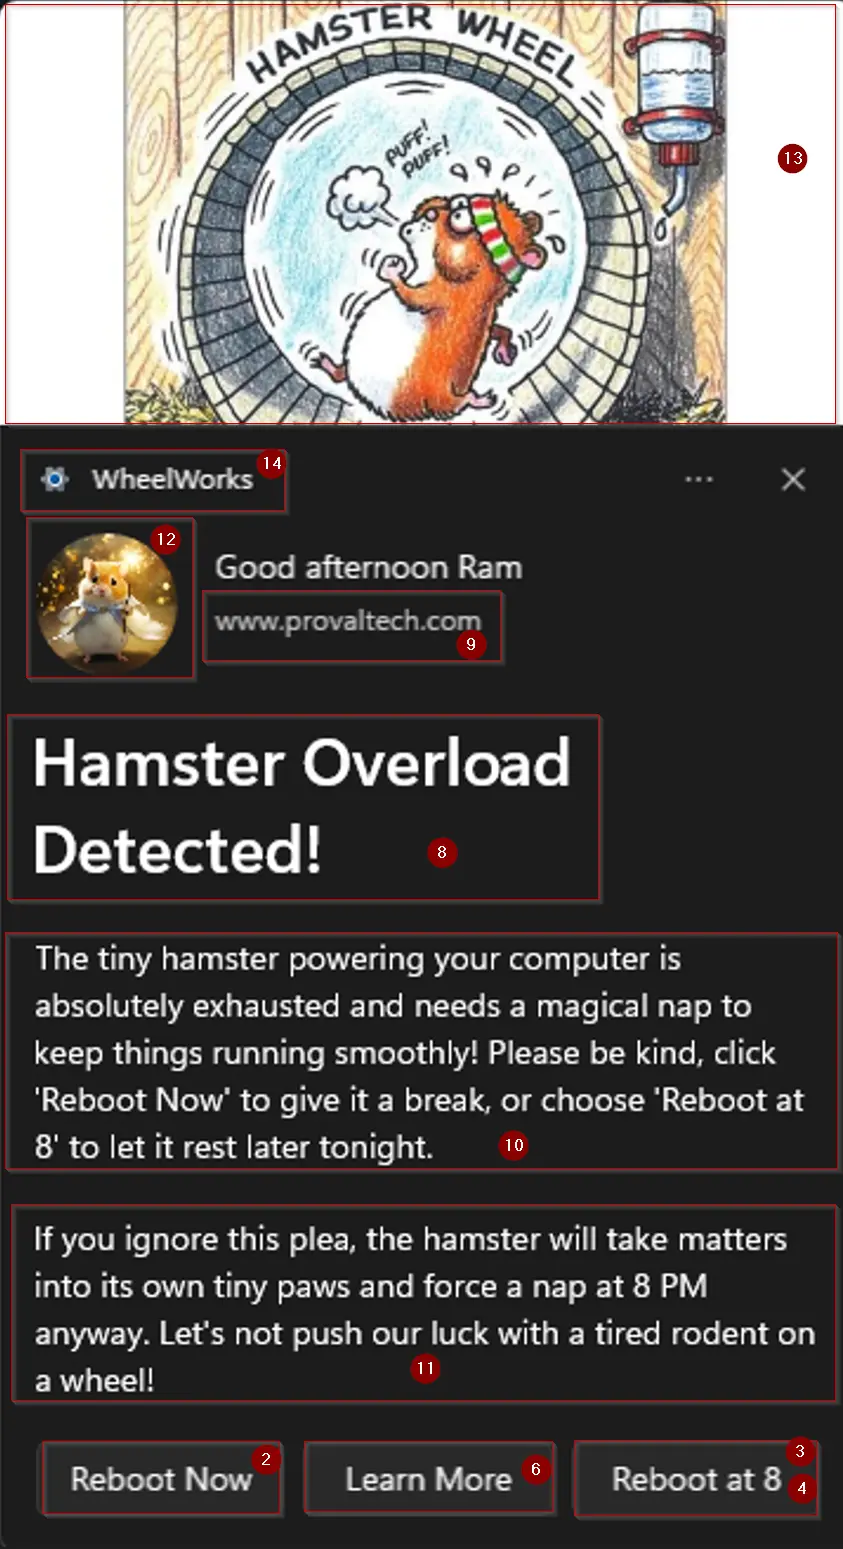 HAMSTER WHEEL
PUFF!
PUFF!
13
WheelWorks
14
12
Good afternoon Ram
www.provaltech.com
9
Hamster Overload
Detected!
8
The tiny hamster powering your computer is
absolutely exhausted and needs a magical nap to
keep things running smoothly! Please be kind, click
'Reboot Now' to give it a break, or choose 'Reboot at
8' to let it rest later tonight.
10
If you ignore this plea, the hamster will take matters
into its own tiny paws and force a nap at 8 PM
anyway. Let's not push our luck with a tired rodent on
a wheel!
11
Reboot Now
2
Learn More
6
Reboot at 8
3
4